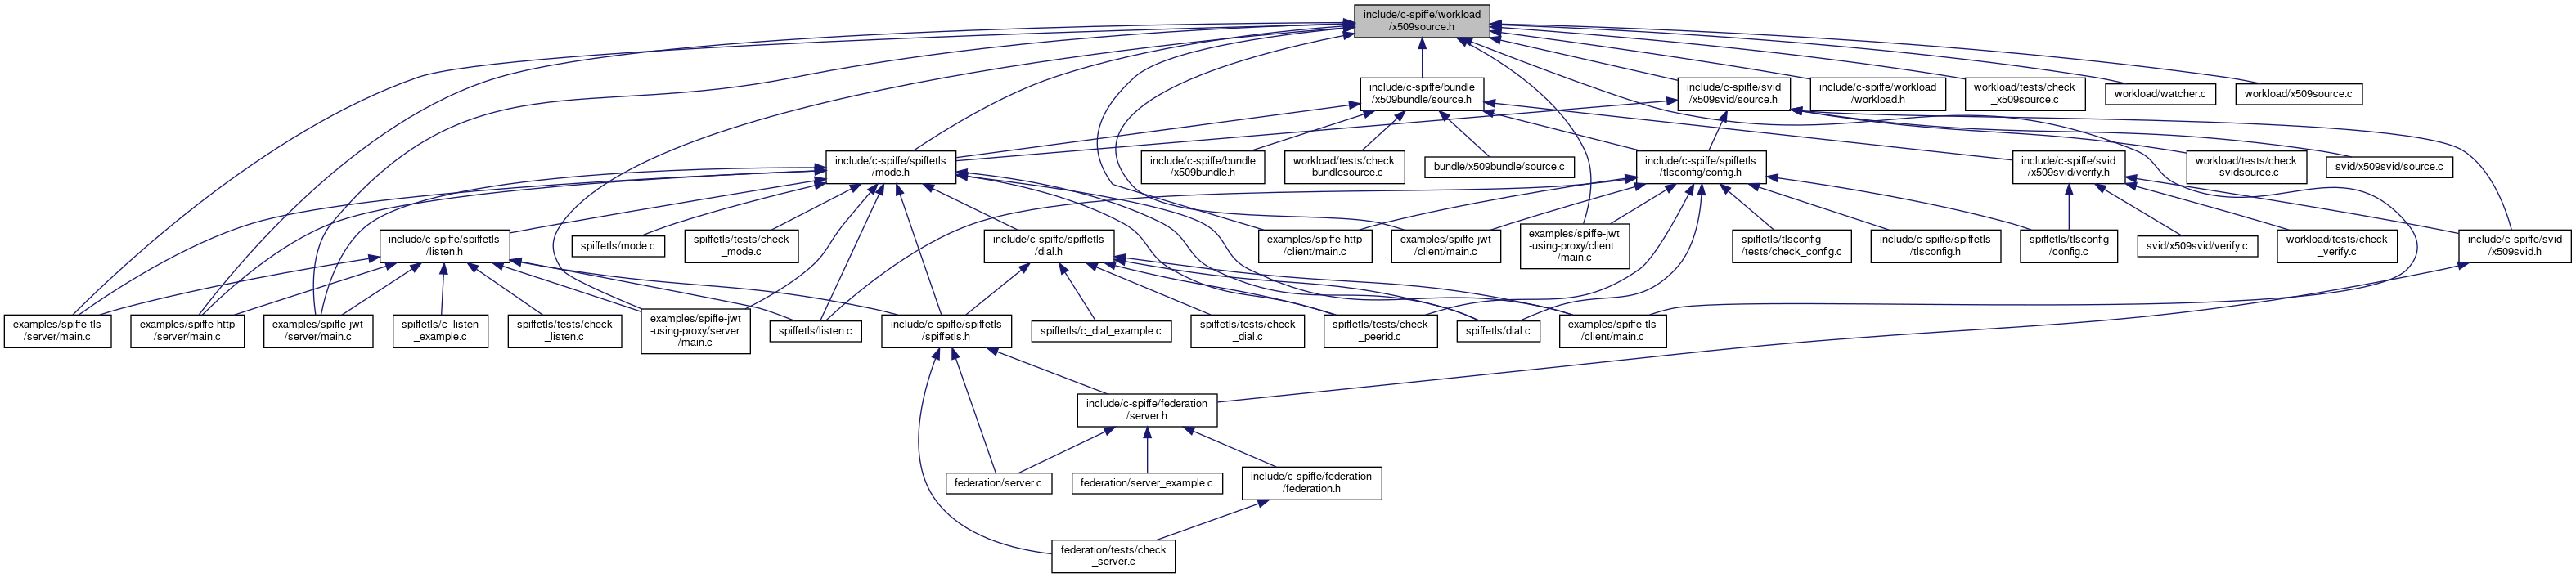 include/c-spiffe/workload
/x509source.h
include/c-spiffe/bundle
/x509bundle/source.h
include/c-spiffe/svid
/x509svid/source.h
include/c-spiffe/workload
/workload.h
workload/tests/check
_x509source.c
workload/watcher.c
workload/x509source.c
include/c-spiffe/spiffetls
/mode.h
include/c-spiffe/bundle
/x509bundle.h
workload/tests/check
_bundlesource.c
bundle/x509bundle/source.c
include/c-spiffe/spiffetls
/tlsconfig/config.h
include/c-spiffe/svid
/x509svid/verify.h
workload/tests/check
_svidsource.c
svid/x509svid/source.c
include/c-spiffe/spiffetls
/listen.h
spiffetls/mode.c
spiffetls/tests/check
_mode.c
include/c-spiffe/spiffetls
/dial.h
examples/spiffe-http
/client/main.c
examples/spiffe-jwt
/client/main.c
examples/spiffe-jwt
-using-proxy/client
/main.c
spiffetls/tlsconfig
/tests/check_config.c
include/c-spiffe/spiffetls
/tlsconfig.h
spiffetls/tlsconfig
/config.c
svid/x509svid/verify.c
workload/tests/check
_verify.c
include/c-spiffe/svid
/x509svid.h
examples/spiffe-tls
/server/main.c
examples/spiffe-http
/server/main.c
examples/spiffe-jwt
/server/main.c
spiffetls/c_listen
_example.c
spiffetls/tests/check
_listen.c
examples/spiffe-jwt
-using-proxy/server
/main.c
spiffetls/listen.c
include/c-spiffe/spiffetls
/spiffetls.h
spiffetls/c_dial_example.c
spiffetls/tests/check
_dial.c
spiffetls/tests/check
_peerid.c
spiffetls/dial.c
examples/spiffe-tls
/client/main.c
include/c-spiffe/federation
/server.h
federation/server.c
federation/server_example.c
include/c-spiffe/federation
/federation.h
federation/tests/check
_server.c